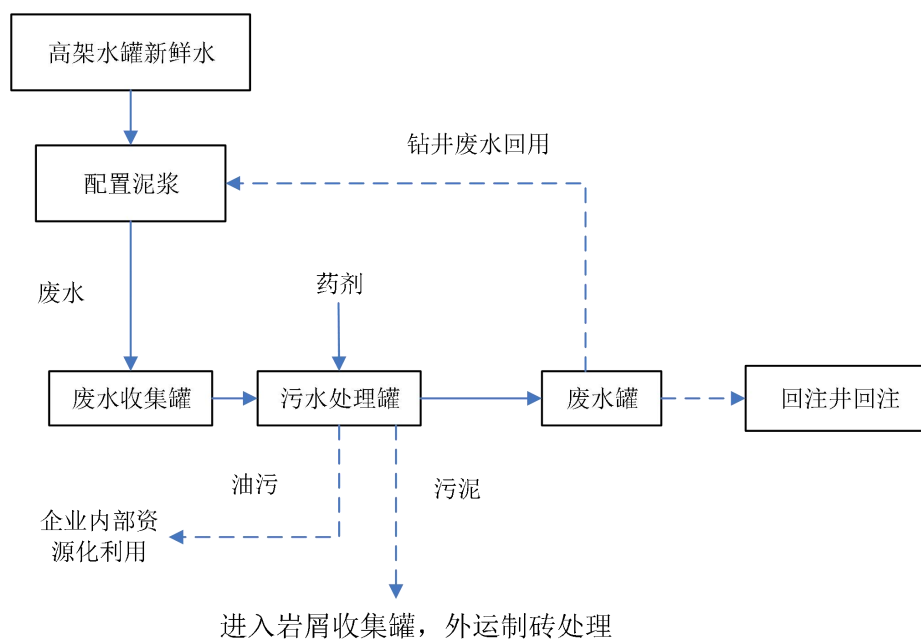 高架水罐新鲜水
钻井废水回用
配置泥浆
废水
药剂
废水收集罐
污水处理罐
废水罐
回注井回注
油污
污泥
企业内部资
源化利用
进入岩屑收集罐，外运制砖处理